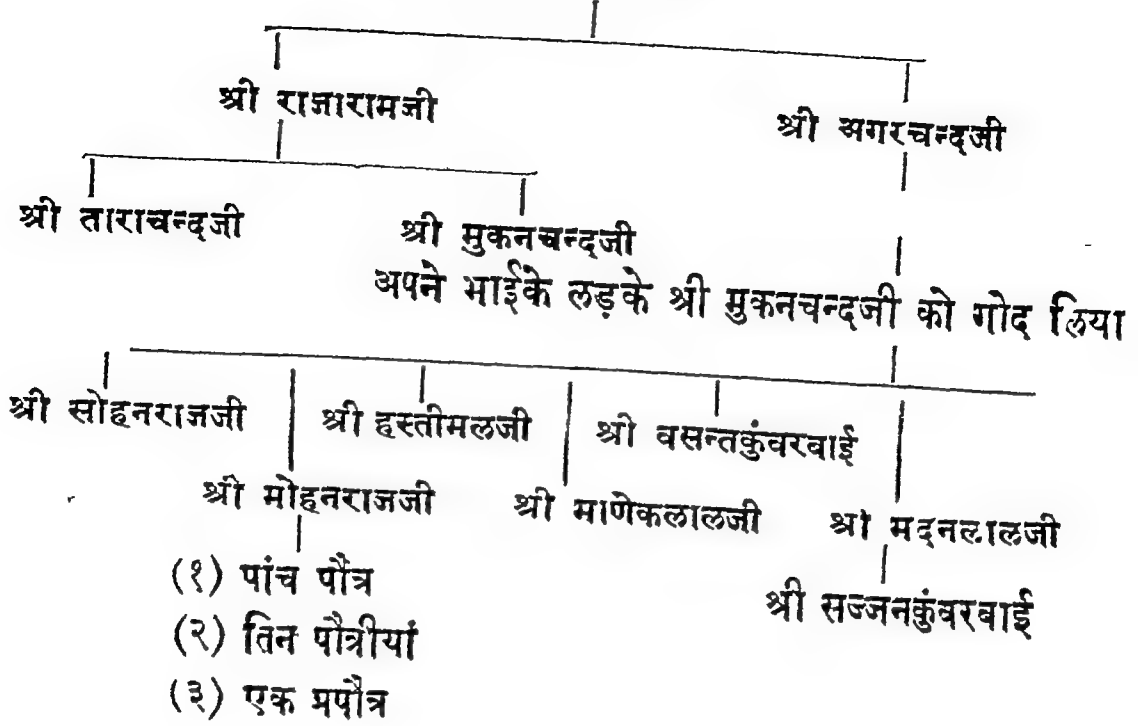 श्री राजारामजी
श्री अगरचन्दजी
श्री ताराचन्दजी
श्री मुकनचन्दजी
अपने भाईके लड़के श्री मुकनचन्दजी को गोद लिया
श्री सोहनराजजी
श्री हस्तीमलजी
श्री वसन्तकुंवरबाई
श्री मोहनराजजी
श्री माणेकलालजी
श्री मदनलालजी
श्री सज्जनकुंवरबाई
(१) पांच पौत्र
(२) तिन पौत्रीयां
(३) एक प्रपौत्र